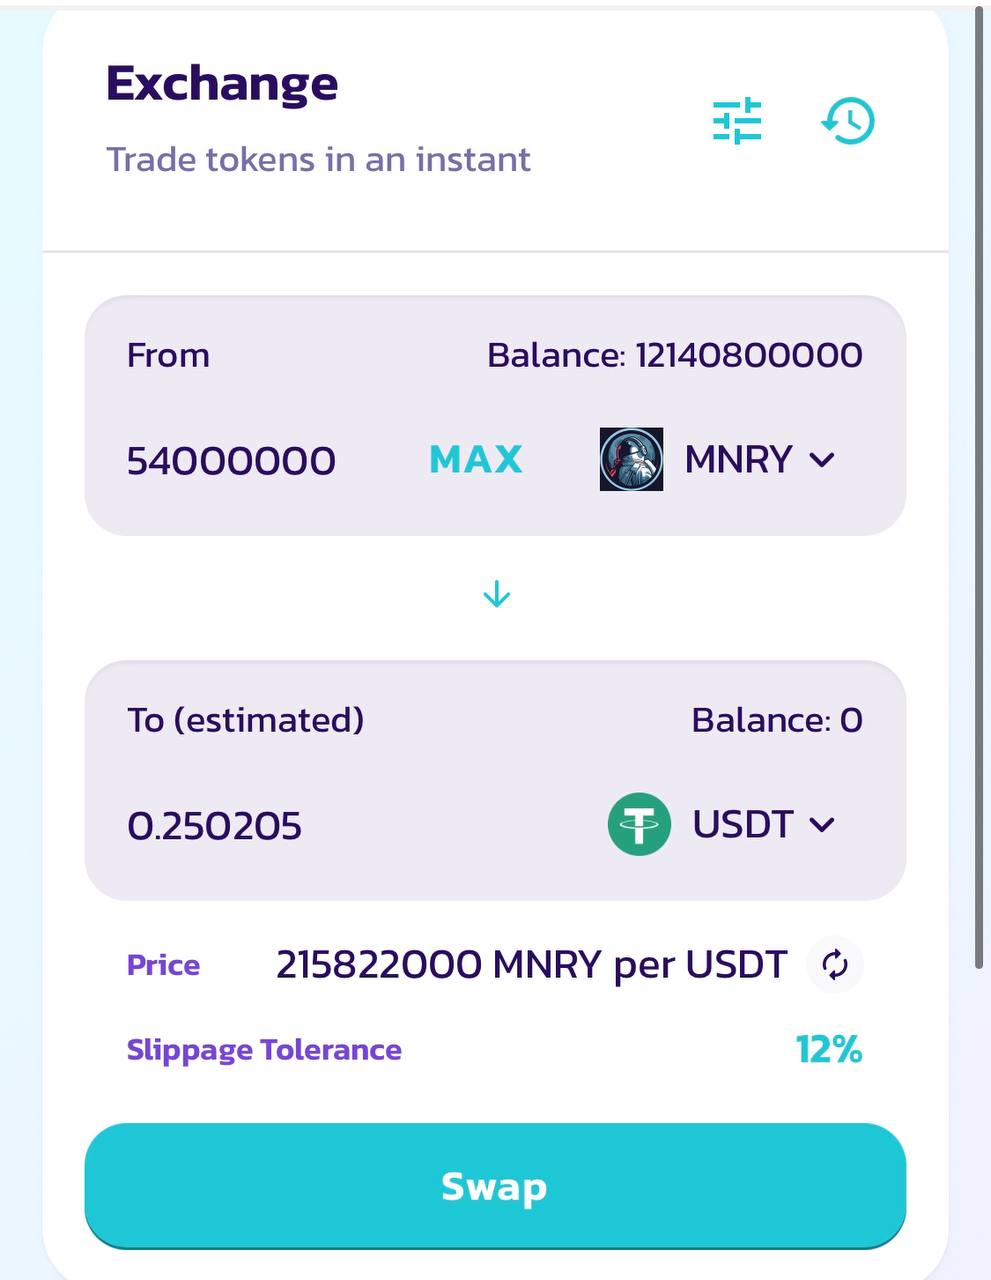 Exchange
Trade tokens in an instant
From
Balance: 12140800000
54000000
MAX
MNRY
To (estimated)
Balance: 0
0.250205
USDT
Price
215822000 MNRY per USDT
Slippage Tolerance
12%
Swap